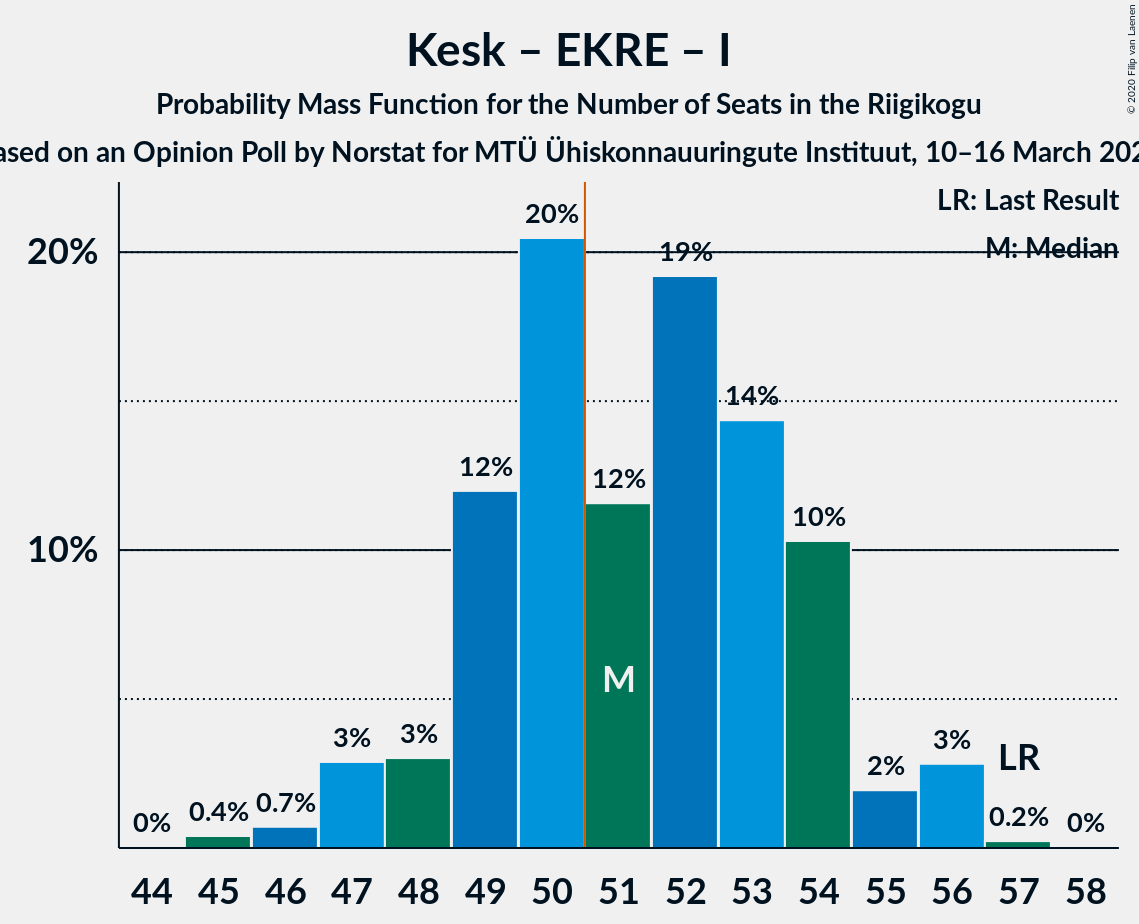 Kesk – EKRE – I
Probability Mass Function for the Number of Seats in the Riigikogu
ased on an Opinion Poll by Norstat for MTÜ Ühiskonnauuringute Instituut, 10–16 March 202
© 2020 Filip van Laenen
LR: Last Result
M: Median
20%
10%
0%
0.4%
0.7%
3%
3%
12%
20%
12%
19%
14%
10%
2%
3%
0.2%
0%
M
LR
44 45 46 47 48 49 50 51 52 53 54 55 56 57 58